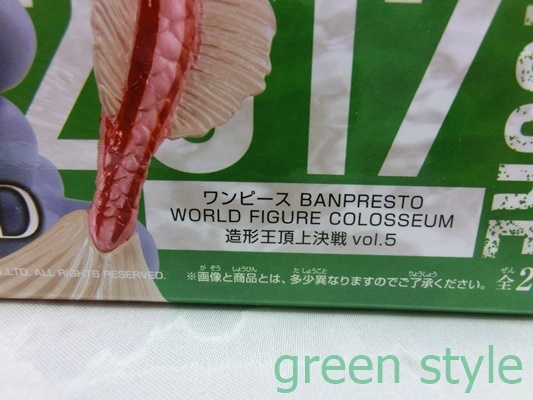 2017
ワンピース BANPRESTO
WORLD FIGURE COLOSSEUM
造形王頂上決戦 vol.5
D
.,LTD. ALL RIGHTS RESERVED.
※画像と商品とは、多少異なりますのでご了承ください。
全2
green style